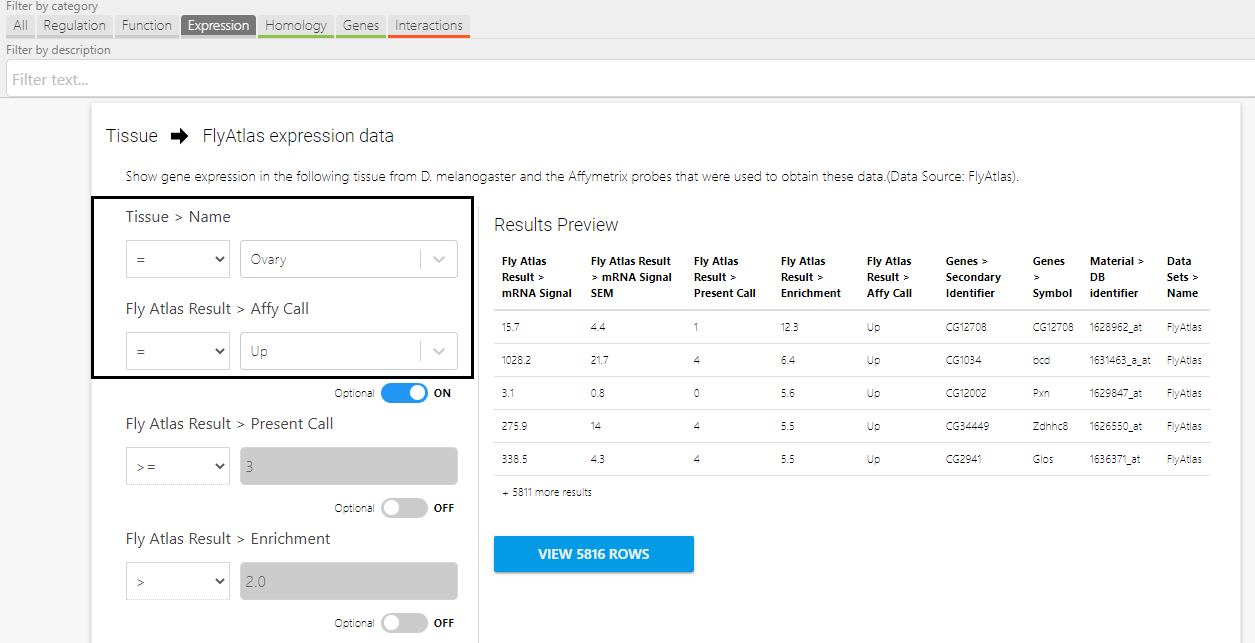 Filter by category
All Regulation Function Expression Homology Genes Interactions
Filter by description
Filter text...
Tissue FlyAtlas expression data
Show gene expression in the following tissue from D. melanogaster and the Affymetrix probes that were used to obtain these data.(Data Source: FlyAtlas).
Tissue > Name
= Ovary
Fly Atlas Result > Affy Call
= Up
Optional ON
Fly Atlas Result > Present Call
>= 3
Optional OFF
Fly Atlas Result > Enrichment
> 2.0
Optional OFF
Results Preview
Fly Atlas Fly Atlas Result Fly Atlas Fly Atlas Fly Atlas Genes > Genes Material > Data
Result > > mRNA Signal Result > Result > Result > Secondary > DB Sets >
mRNA Signal SEM Present Call Enrichment Affy Call Identifier Symbol identifier Name
15.7 4.4 1 12.3 Up CG12708 CG12708 1628962_at FlyAtlas
1028.2 21.7 4 6.4 Up CG1034 bcd 1631463_a_at FlyAtlas
3.1 0.8 0 5.6 Up CG12002 Pxn 1629847_at FlyAtlas
275.9 14 4 5.5 Up CG34449 Zdhhc8 1626550_at FlyAtlas
338.5 4.3 4 5.5 Up CG2941 Glos 1636371_at FlyAtlas
+ 5811 more results
VIEW 5816 ROWS